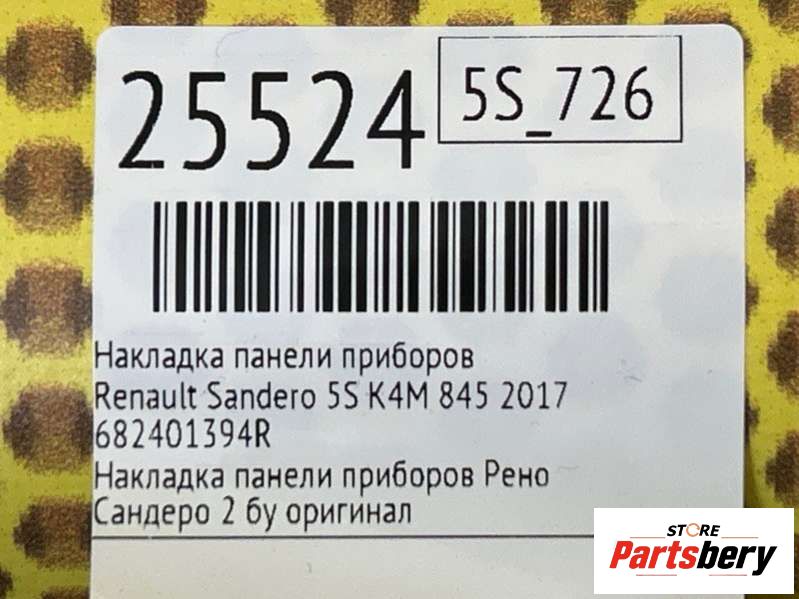 25524
5S_726
Накладка панели приборов
Renault Sandero 5S K4M 845 2017
682401394R
Накладка панели приборов Рено
Сандеро 2 бу оригинал
STORE
Partsbery